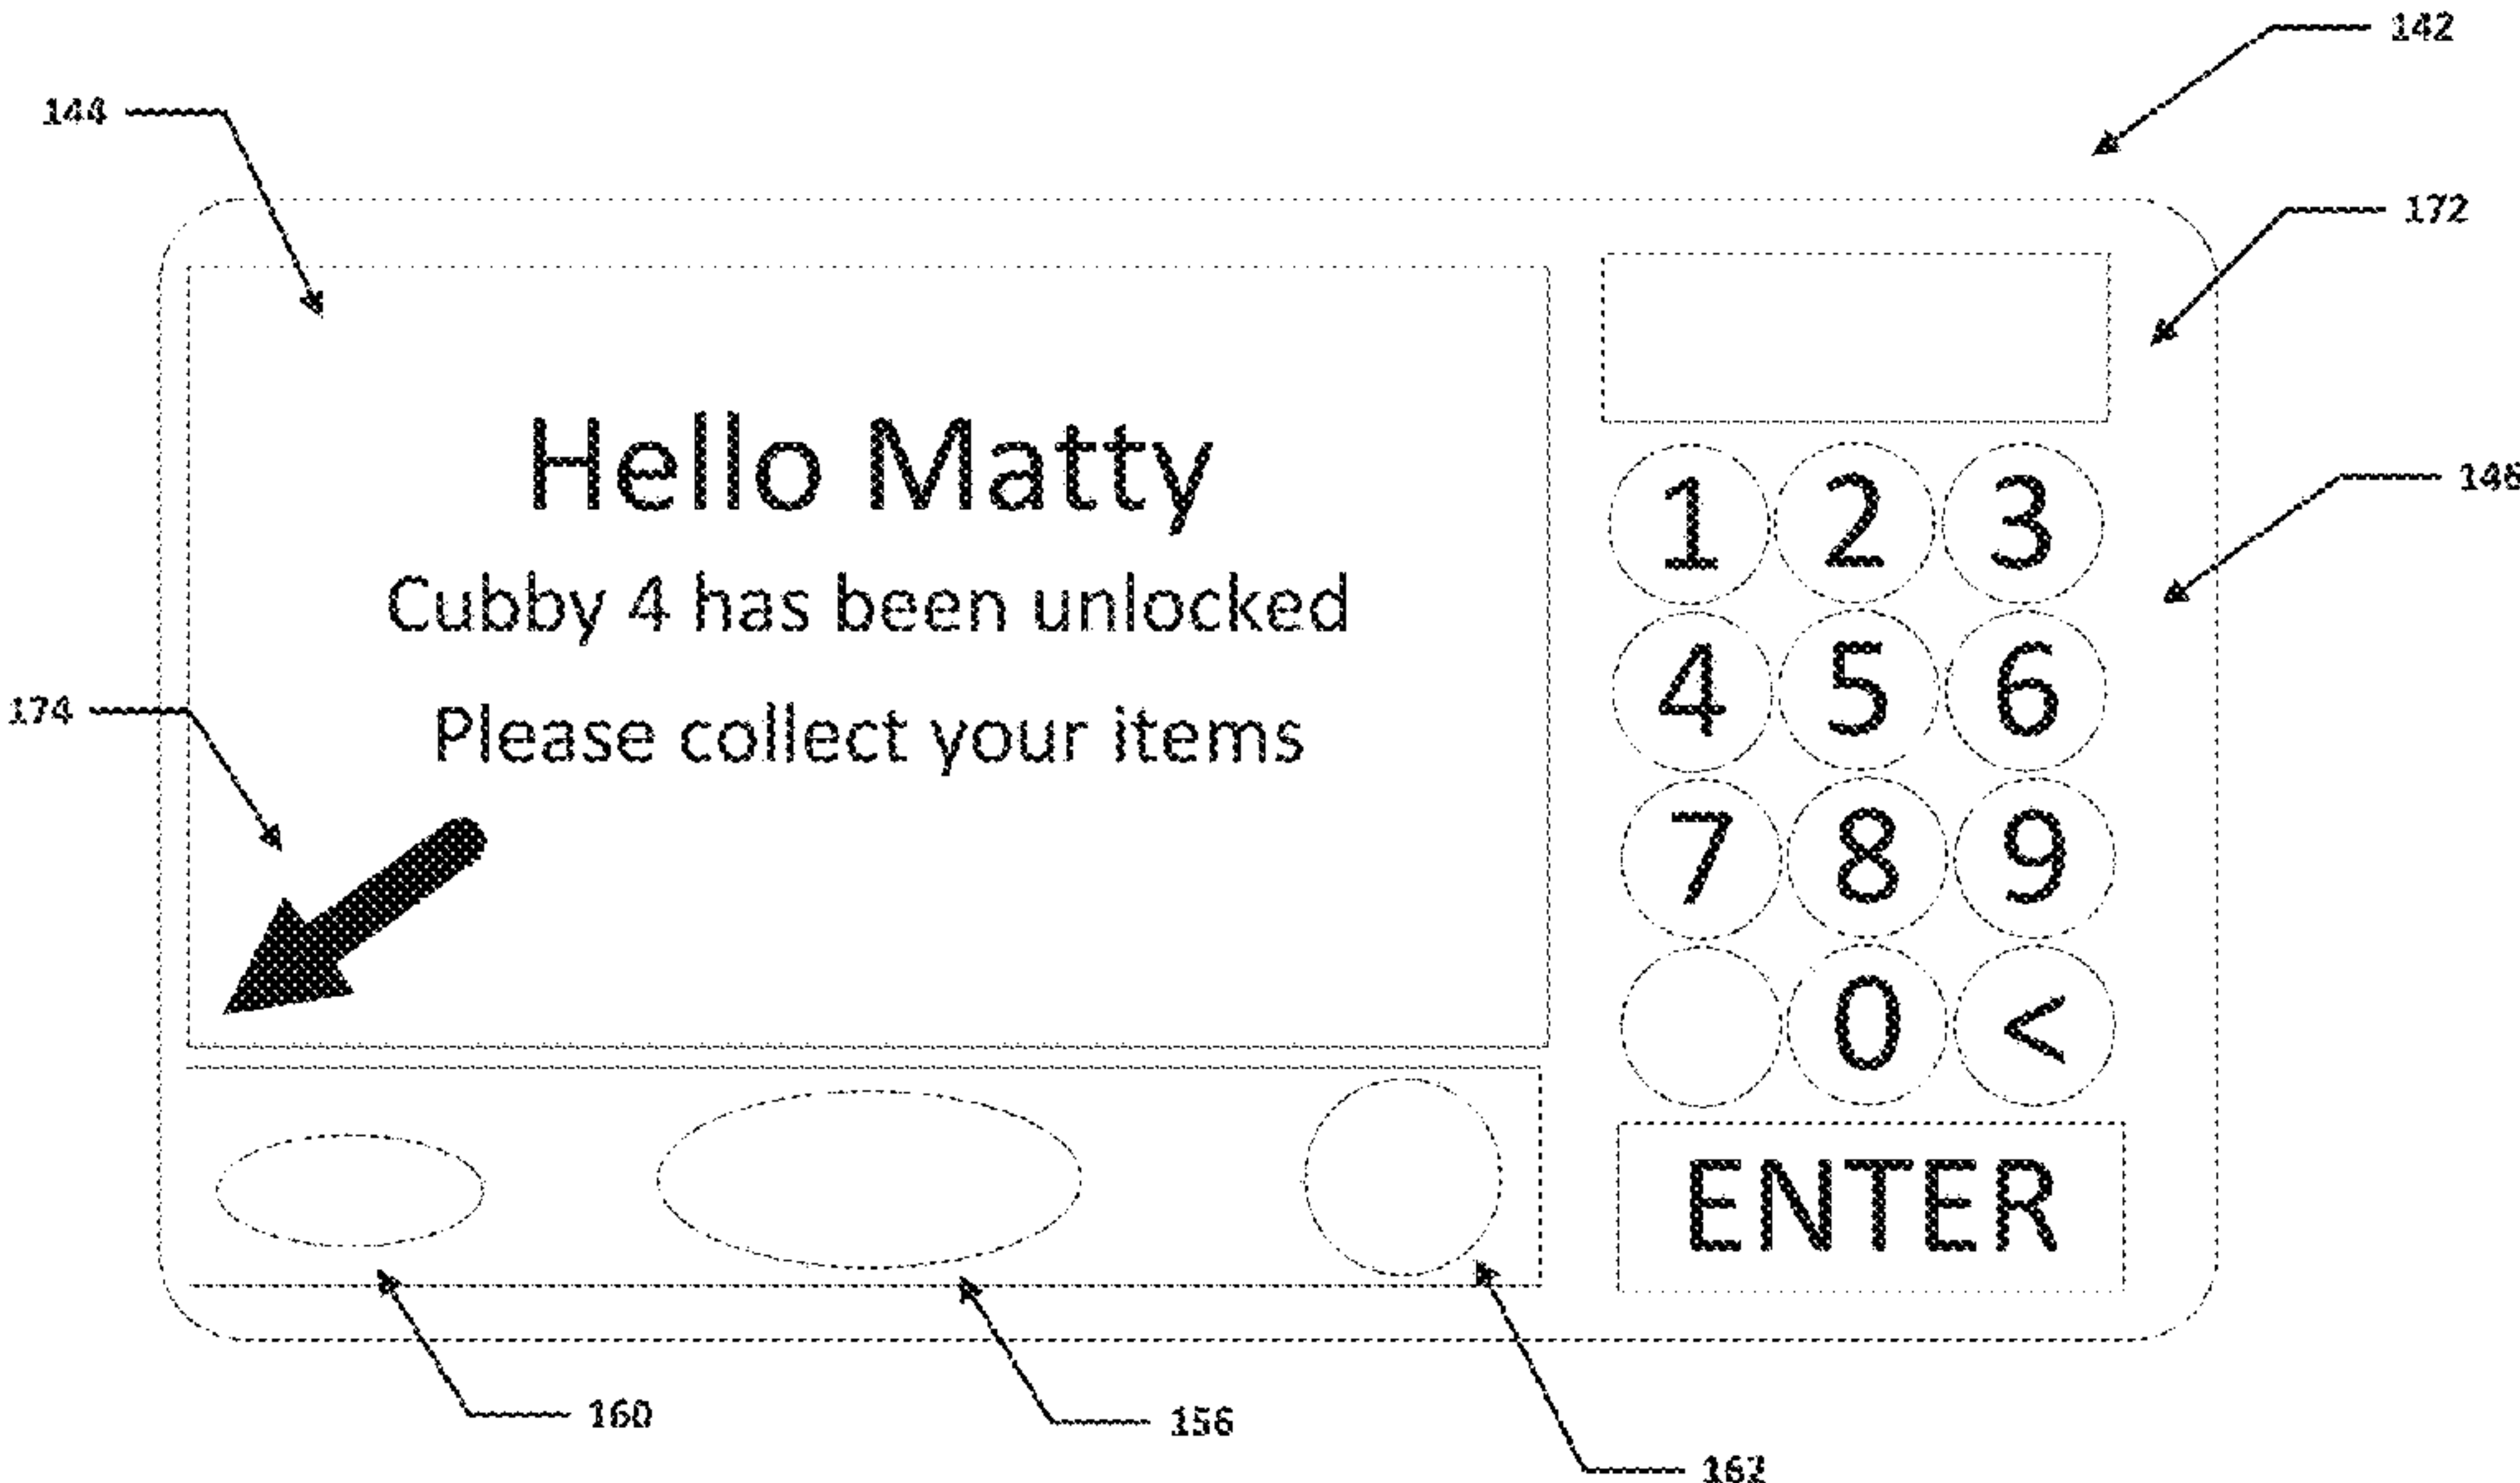 142
144
172
Hello Matty
1 2 3
Cubby 4 has been unlocked
4 5 6
174
Please collect your items
7 8 9
0 <
ENTER
160
156
162